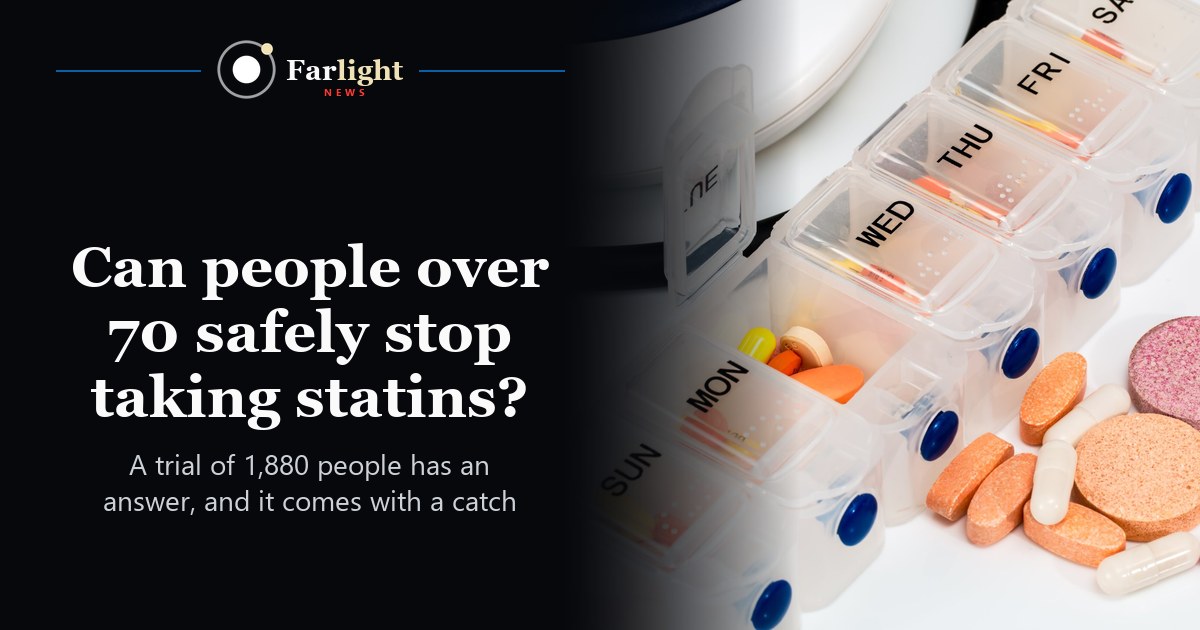 Farlight
NEWS
Can people over
70 safely stop
taking statins?
A trial of 1,880 people has an
answer, and it comes with a catch
SA
FRI
THU
WED
MON
SUN